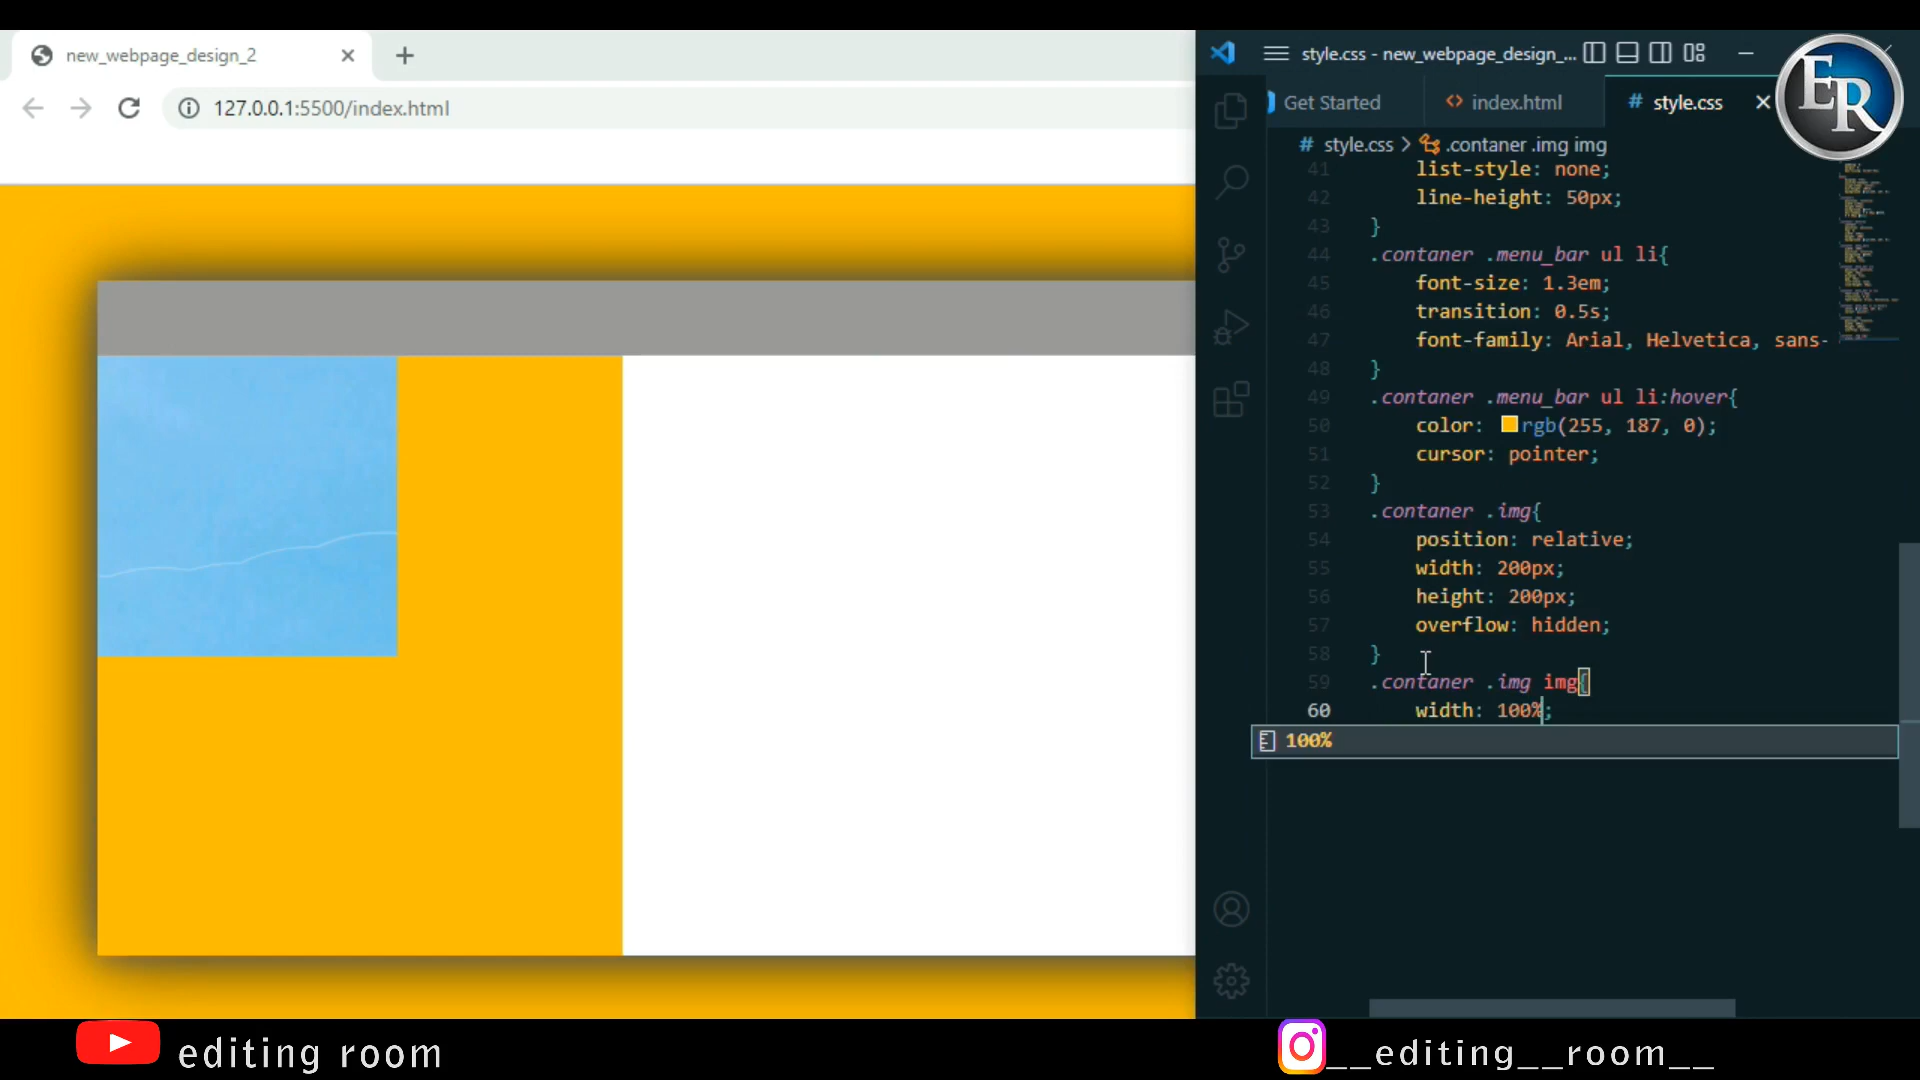 new_webpage_design_2
127.0.0.1:5500/index.html
style.css - new_webpage_design_...
Get Started
index.html
# style.css
ER
# style.css > .contaner .img img
41 list-style: none;
42 line-height: 50px;
43 }
44 .contaner .menu_bar ul li{
45 font-size: 1.3em;
46 transition: 0.5s;
47 font-family: Arial, Helvetica, sans-
48 }
49 .contaner .menu_bar ul li:hover{
50 color: rgb(255, 187, 0);
51 cursor: pointer;
52 }
53 .contaner .img{
54 position: relative;
55 width: 200px;
56 height: 200px;
57 overflow: hidden;
58 }
59 .contaner .img img{
60 width: 100%;
100%
editing room
__editing__room__